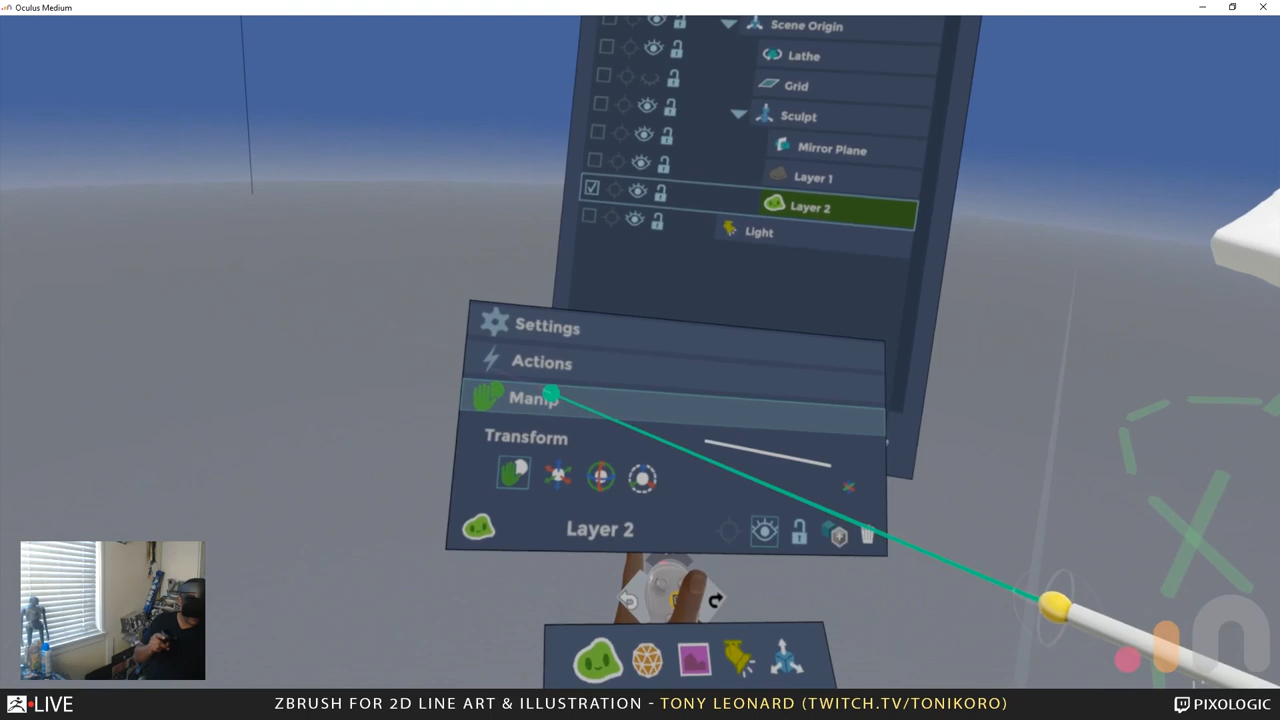 Oculus Medium
Scene Origin
Lathe
Grid
Sculpt
Mirror Plane
Layer 1
Layer 2
Light
Settings
Actions
Manip
Transform
Layer 2
LIVE
ZBRUSH FOR 2D LINE ART & ILLUSTRATION - TONY LEONARD (TWITCH.TV/TONIKORO)
PIXOLOGIC